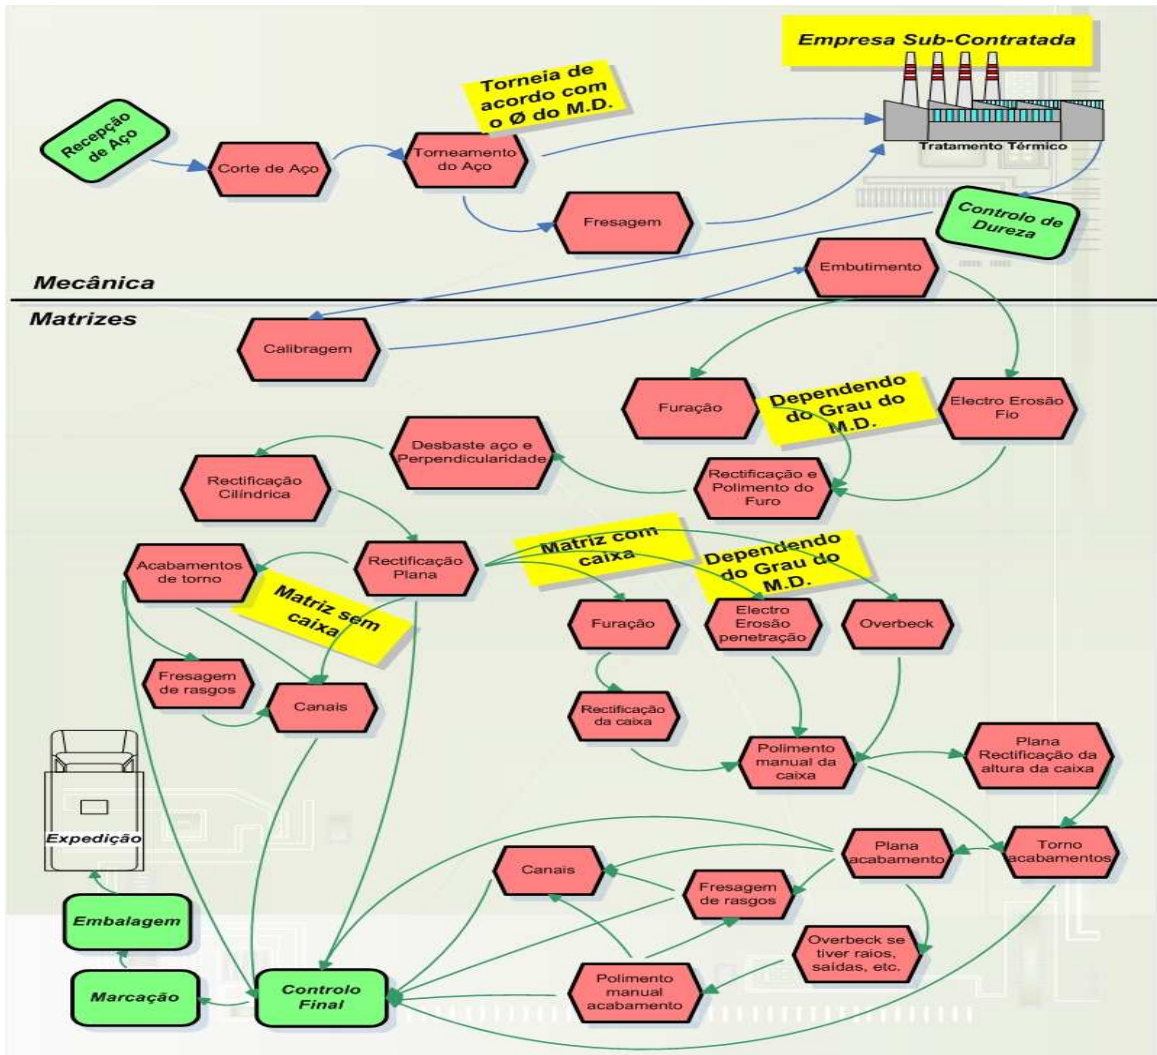 Empresa Sub-Contratada
Torneia de
acordo com
o Ø do M.D.
Recepção
de Aço
Corte de Aço
Torneamento
do Aço
Tratamento Térmico
Fresagem
Controlo de
Dureza
Embutimento
Mecânica
Matrizes
Calibragem
Furação
Dependendo
do Grau do
M.D.
Electro Erosão
Fio
Desbaste aço e
Perpendicularidade
Rectificação
Cilíndrica
Rectificação e
Polimento do
Furo
Acabamentos
de torno
Rectificação
Plana
Matriz com
caixa
Dependendo
do Grau do
M.D.
Matriz sem
caixa
Furação
Electro
Erosão
penetração
Overbeck
Fresagem
de rasgos
Canais
Rectificação
da caixa
Polimento
manual da
caixa
Plana
Rectificação da
altura da caixa
Expedição
Canais
Plana
acabamento
Torno
acabamentos
Fresagem
de rasgos
Embalagem
Overbeck se
tiver raios,
saídas, etc.
Marcação
Controlo
Final
Polimento
manual
acabamento